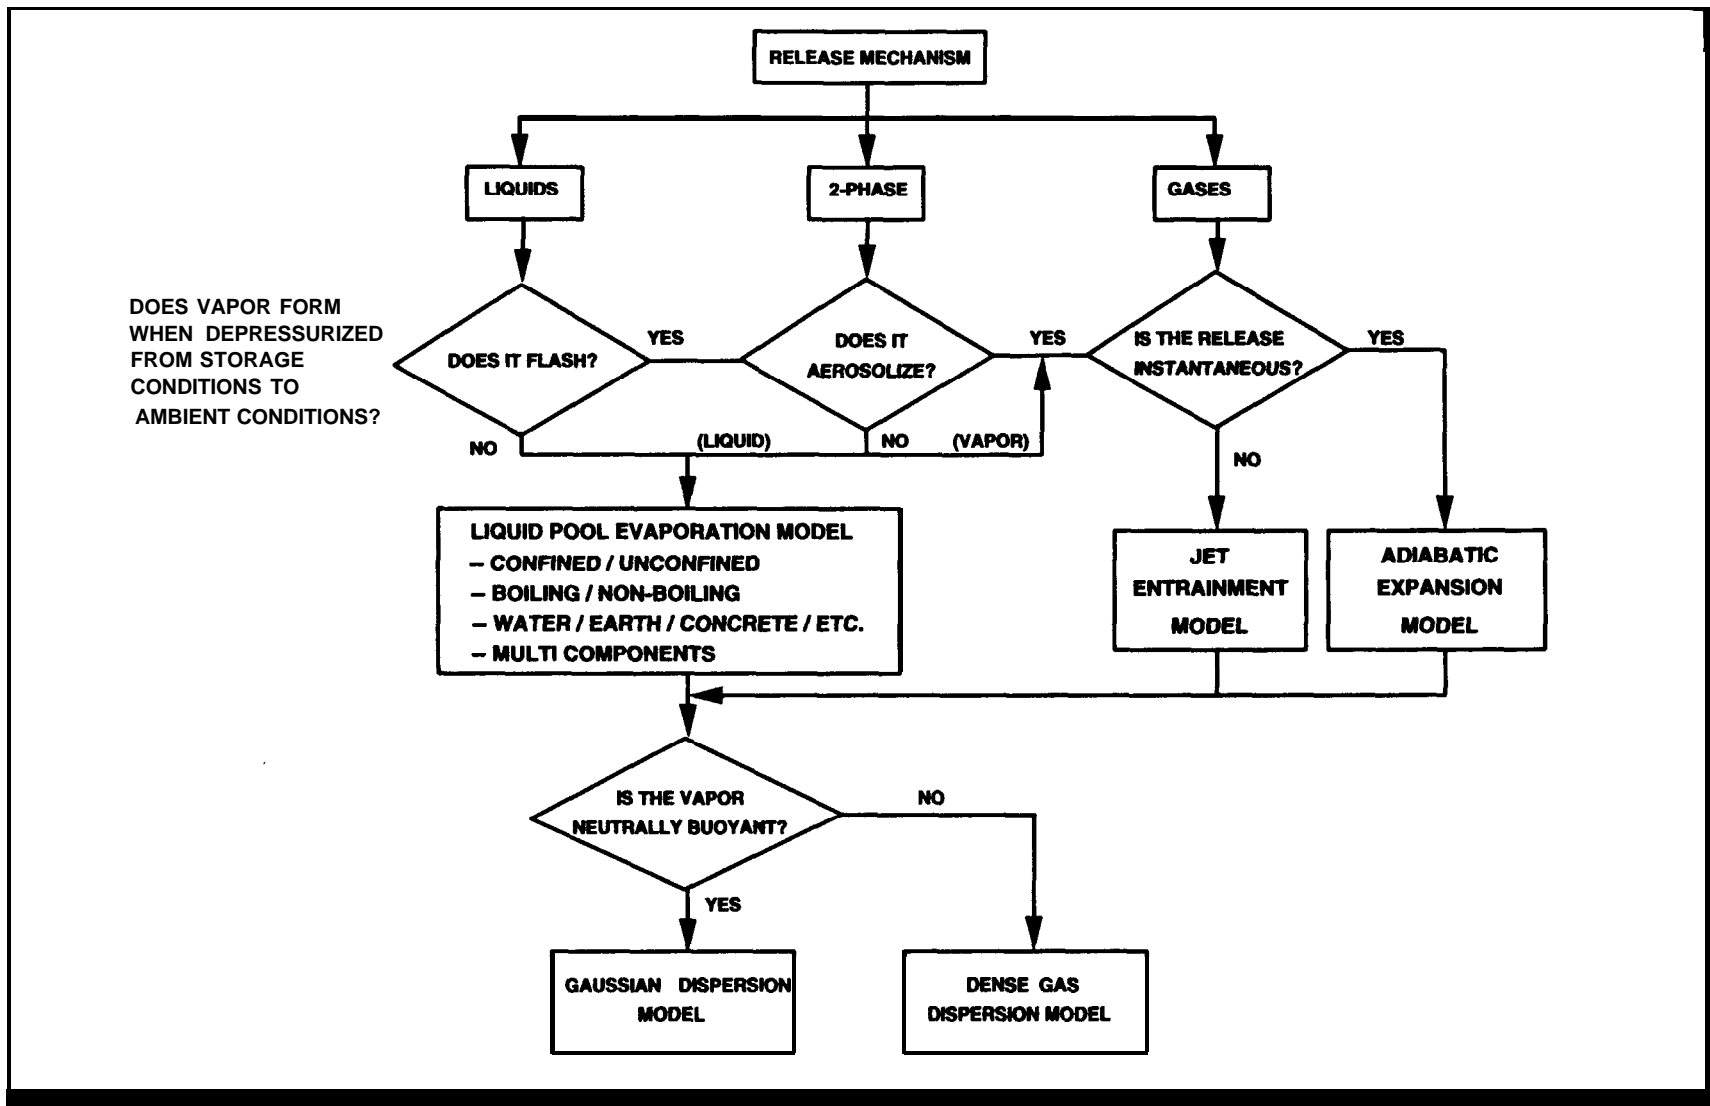 RELEASE MECHANISM
LIQUIDS
2-PHASE
GASES
DOES VAPOR FORM
WHEN DEPRESSURIZED
FROM STORAGE
CONDITIONS TO
AMBIENT CONDITIONS?
DOES IT FLASH?
YES
DOES IT
AEROSOLIZE?
YES
IS THE RELEASE
INSTANTANEOUS?
YES
NO
(LIQUID)
NO
(VAPOR)
NO
LIQUID POOL EVAPORATION MODEL
– CONFINED / UNCONFINED
– BOILING / NON-BOILING
– WATER / EARTH / CONCRETE / ETC.
– MULTI COMPONENTS
JET
ENTRAINMENT
MODEL
ADIABATIC
EXPANSION
MODEL
IS THE VAPOR
NEUTRALLY BUOYANT?
NO
YES
GAUSSIAN DISPERSION
MODEL
DENSE GAS
DISPERSION MODEL